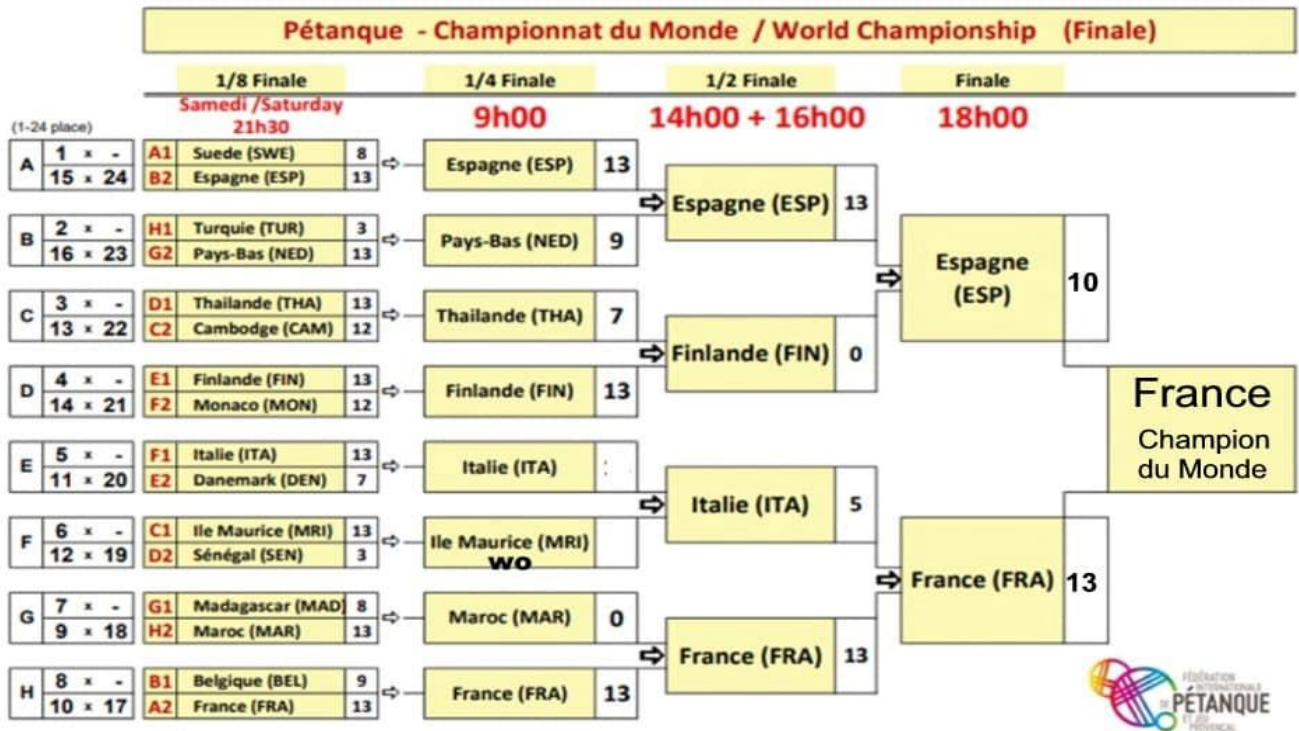 Pétanque - Championnat du Monde / World Championship (Finale)
1/8 Finale 1/4 Finale 1/2 Finale Finale
Samedi /Saturday
21h30
9h00 14h00 + 16h00 18h00
(1-24 place)
A 1 x - A1 Suede (SWE) 8
15 x 24 B2 Espagne (ESP) 13
Espagne (ESP) 13
B 2 x - H1 Turquie (TUR) 3
16 x 23 G2 Pays-Bas (NED) 13
Pays-Bas (NED) 9
Espagne (ESP) 13
C 3 x - D1 Thailande (THA) 13
13 x 22 C2 Cambodge (CAM) 12
Thailande (THA) 7
D 4 x - E1 Finlande (FIN) 13
14 x 21 F2 Monaco (MON) 12
Finlande (FIN) 13
Finlande (FIN) 0
Espagne
(ESP) 10
E 5 x - F1 Italie (ITA) 13
11 x 20 E2 Danemark (DEN) 7
Italie (ITA)
F 6 x - C1 Ile Maurice (MRI) 13
12 x 19 D2 Sénégal (SEN) 3
Ile Maurice (MRI)
wo
Italie (ITA) 5
G 7 x - G1 Madagascar (MAD) 8
9 x 18 H2 Maroc (MAR) 13
Maroc (MAR) 0
H 8 x - B1 Belgique (BEL) 9
10 x 17 A2 France (FRA) 13
France (FRA) 13
France (FRA) 13
France (FRA) 13
France
Champion
du Monde
FÉDÉRATION
INTERNATIONALE
DE PÉTANQUE
ET JEU
PROVENÇAL